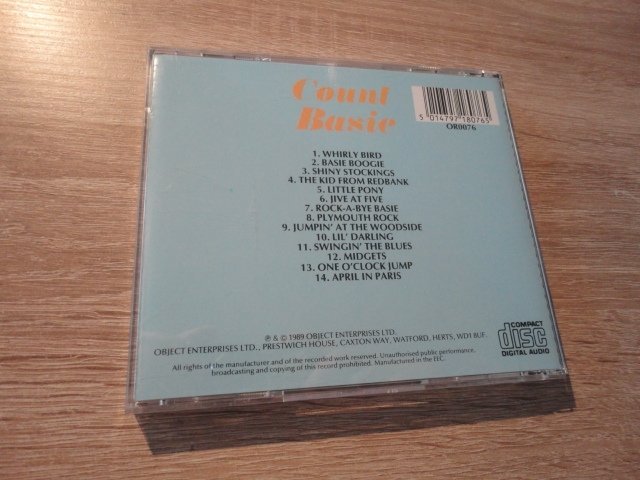 Count
Basie
5 014797 180765
OR0076
1. WHIRLY BIRD
2. BASIE BOOGIE
3. SHINY STOCKINGS
4. THE KID FROM REDBANK
5. LITTLE PONY
6. JIVE AT FIVE
7. ROCK-A-BYE BASIE
8. PLYMOUTH ROCK
9. JUMPIN' AT THE WOODSIDE
10. LIL' DARLING
11. SWINGIN' THE BLUES
12. MIDGETS
13. ONE O'CLOCK JUMP
14. APRIL IN PARIS
℗ & © 1989 OBJECT ENTERPRISES LTD.
OBJECT ENTERPRISES LTD., PRESTWICH HOUSE, CAXTON WAY, WATFORD, HERTS, WD1 8UF.
All rights of the manufacturer and of the recorded work reserved. Unauthorised public performance,
broadcasting and copying of this record prohibited. Manufactured in the EEC.
COMPACT
disc
DIGITAL AUDIO